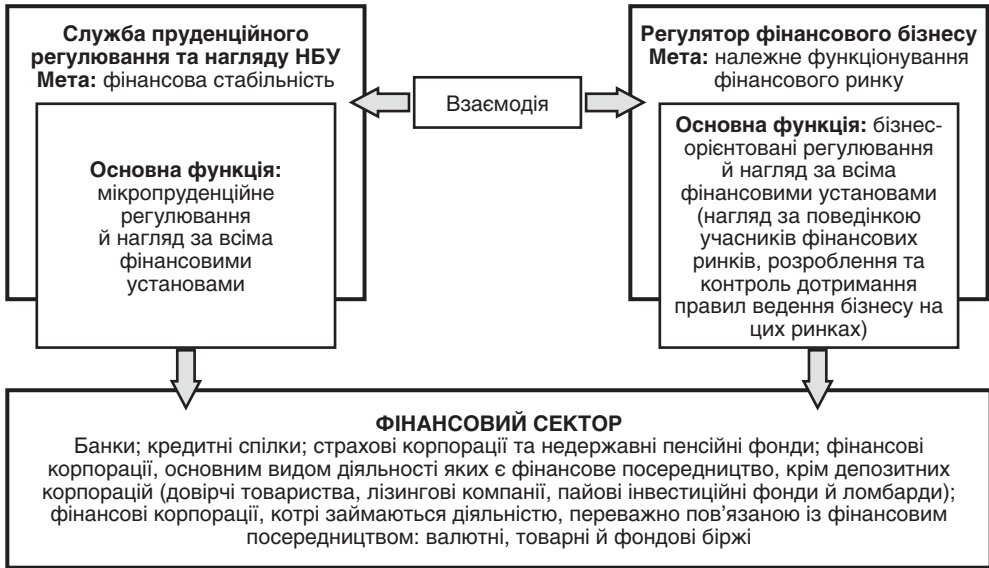 Служба пруденційного
регулювання та нагляду НБУ
Мета: фінансова стабільність
Основна функція:
мікропруденційне
регулювання
й нагляд за всіма
фінансовими
установами
Взаємодія
Регулятор фінансового бізнесу
Мета: належне функціонування
фінансового ринку
Основна функція: бізнес-
орієнтовані регулювання
й нагляд за всіма
фінансовими установами
(нагляд за поведінкою
учасників фінансових
ринків, розроблення та
контроль дотримання
правил ведення бізнесу на
цих ринках)
ФІНАНСОВИЙ СЕКТОР
Банки; кредитні спілки; страхові корпорації та недержавні пенсійні фонди; фінансові
корпорації, основним видом діяльності яких є фінансове посередництво, крім депозитних
корпорацій (довірчі товариства, лізингові компанії, пайові інвестиційні фонди й ломбарди);
фінансові корпорації, котрі займаються діяльністю, переважно пов’язаною із фінансовим
посередництвом: валютні, товарні й фондові біржі